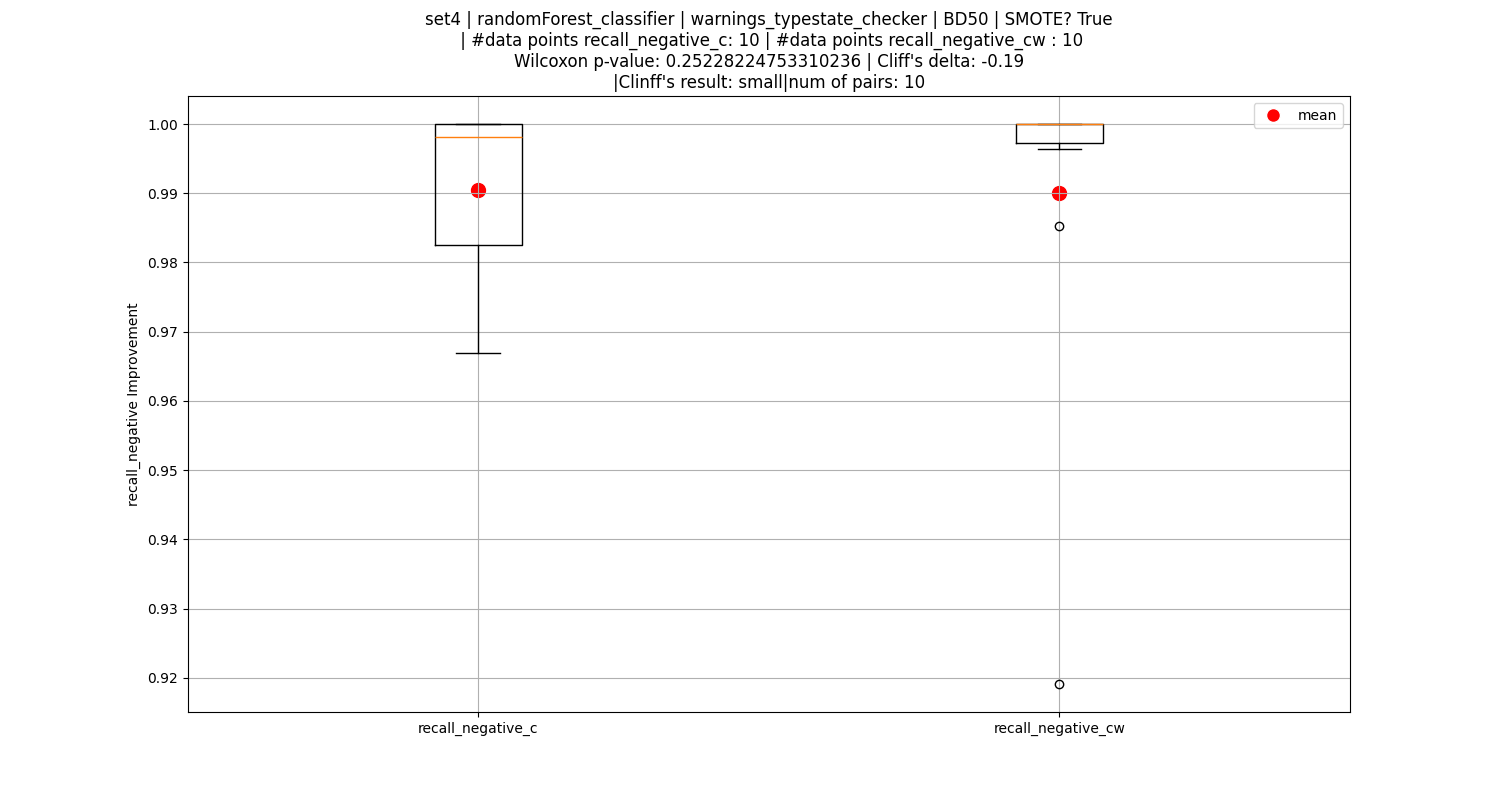 set4 | randomForest_classifier | warnings_typestate_checker | BD50 | SMOTE? True
| #data points recall_negative_c: 10 | #data points recall_negative_cw : 10
Wilcoxon p-value: 0.25228224753310236 | Cliff's delta: -0.19
|Clinff's result: small|num of pairs: 10
mean
1.00
0.99
0.98
0.97
0.96
0.95
0.94
0.93
0.92
recall_negative Improvement
recall_negative_c
recall_negative_cw